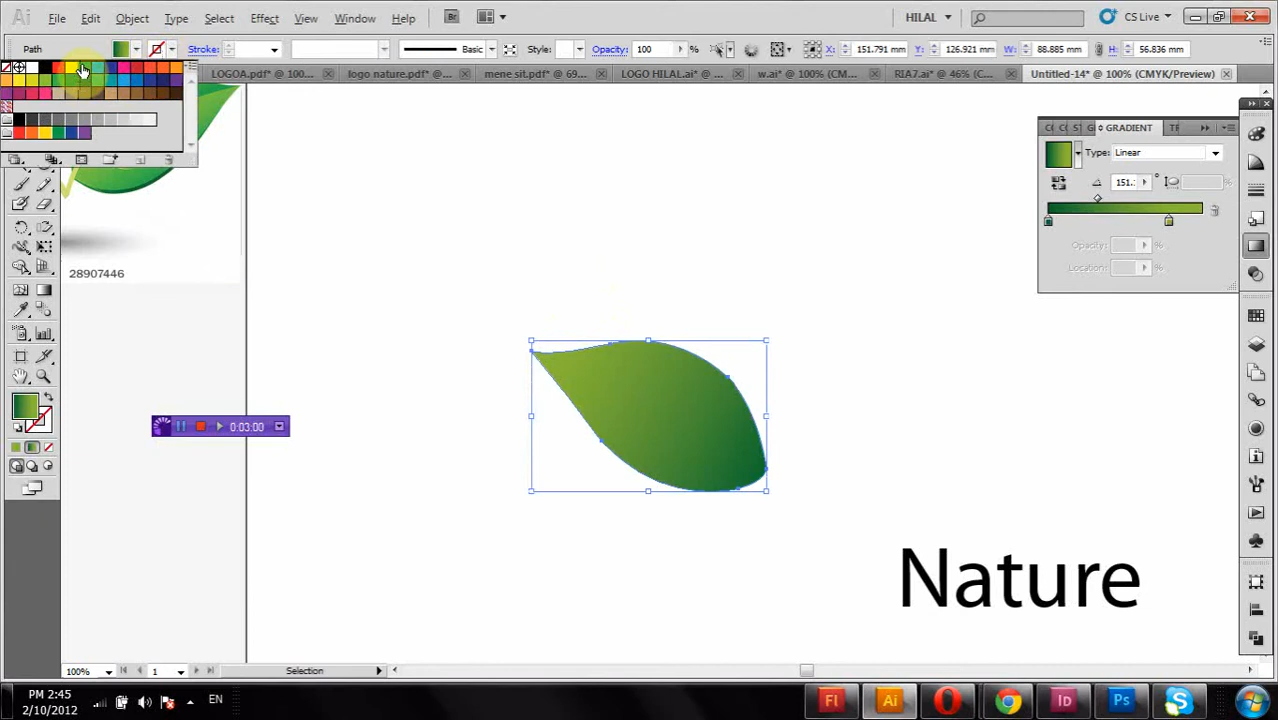 Ai File Edit Object Type Select Effect View Window Help Br HILAL CS Live
Path Stroke: Basic Style: Opacity: 100 % X: 151.791 mm Y: 126.921 mm W: 88.885 mm H: 56.836 mm
LOGOA.pdf* @ 100... logo nature.pdf* @... mene sit.pdf* @ 69... LOGO HILAL.ai* @... w.ai* @ 100% (CM... RIA7.ai* @ 46% (C... Untitled-14* @ 100% (CMYK/Preview)
GRADIENT
Type: Linear
151.: °
%
Opacity: %
Location: %
28907446
0:03:00
Nature
100% 1 Selection
PM 2:45
2/10/2012
EN
Fl Ai Id Ps